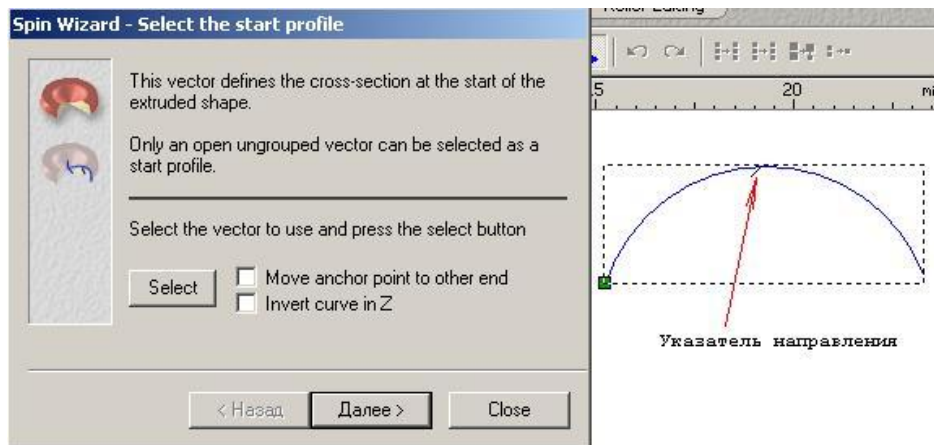 Spin Wizard - Select the start profile
This vector defines the cross-section at the start of the
extruded shape.
Only an open ungrouped vector can be selected as a
start profile.
Select the vector to use and press the select button
Select
Move anchor point to other end
Invert curve in Z
< Назад
Далее >
Close
20
Указатель направления